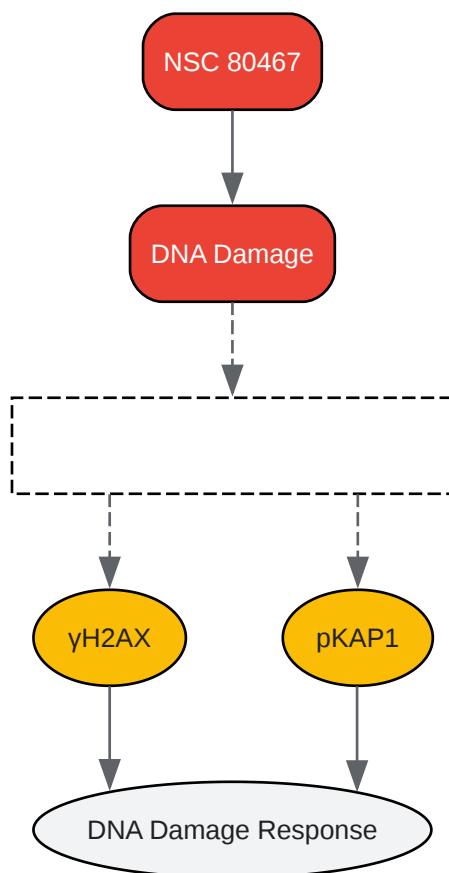 NSC 80467
DNA Damage
γH2AX
pKAP1
DNA Damage Response